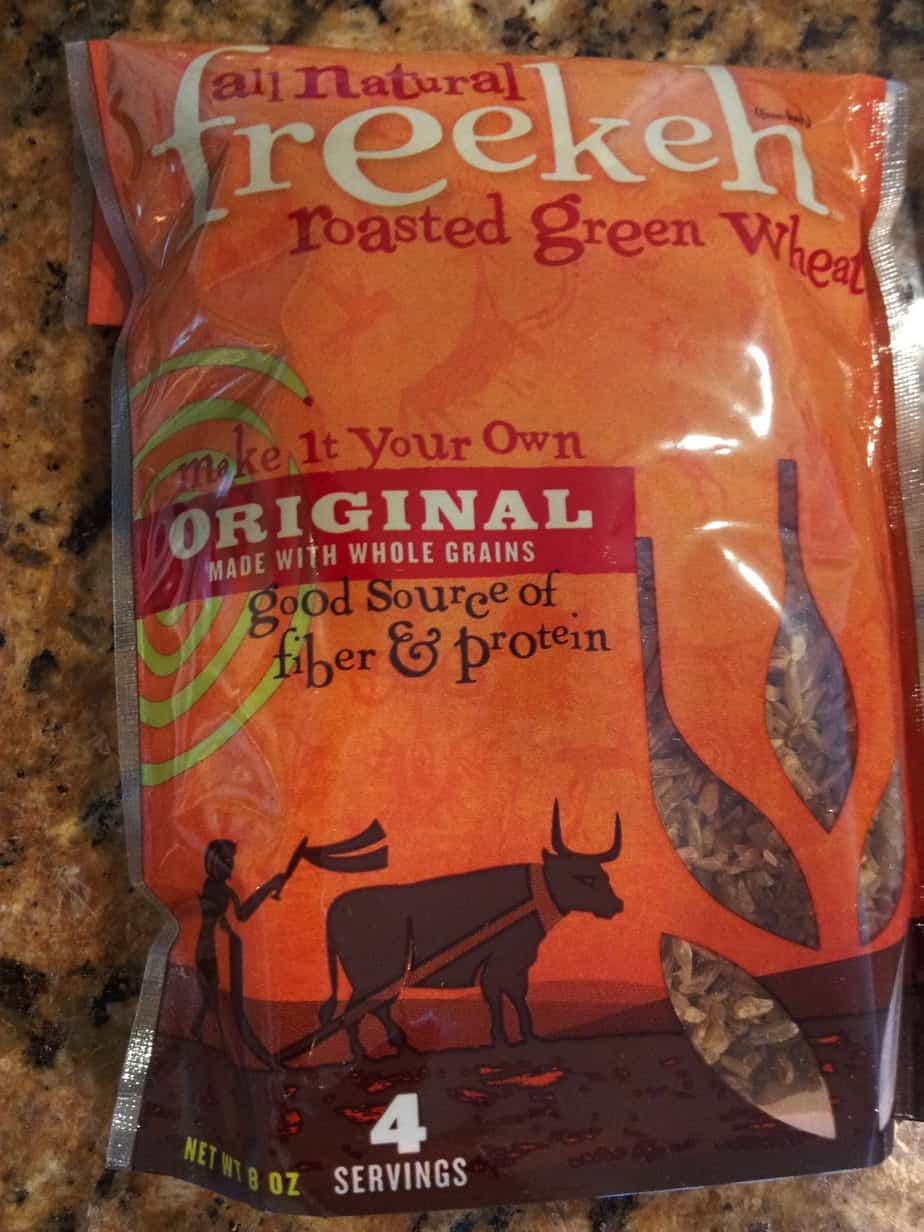 all Natural
freekeh
roasted green Wheat
make It Your Own
ORIGINAL
MADE WITH WHOLE GRAINS
good Source of
fiber & protein
4
SERVINGS
NET WT 8 OZ